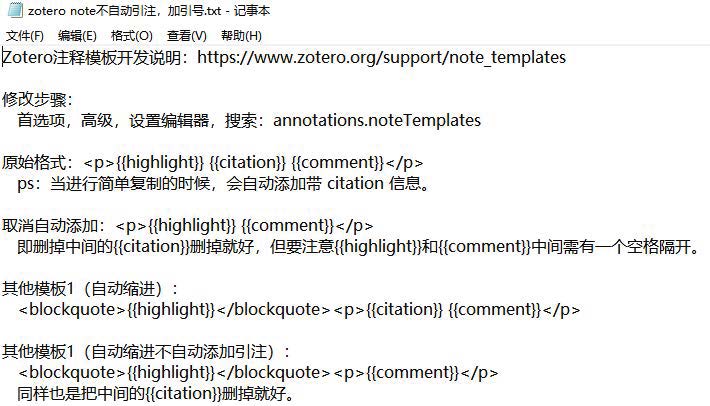 zotero note不自动引注，加引号.txt - 记事本
文件(F) 编辑(E) 格式(O) 查看(V) 帮助(H)
Zotero注释模板开发说明：https://www.zotero.org/support/note_templates
修改步骤：
首选项，高级，设置编辑器，搜索：annotations.noteTemplates
原始格式：<p>{{highlight}} {{citation}} {{comment}}</p>
ps：当进行简单复制的时候，会自动添加带 citation 信息。
取消自动添加：<p>{{highlight}} {{comment}}</p>
即删掉中间的{{citation}}删掉就好，但要注意{{highlight}}和{{comment}}中间需有一个空格隔开。
其他模板1（自动缩进）：
<blockquote>{{highlight}}</blockquote><p>{{citation}} {{comment}}</p>
其他模板1（自动缩进不自动添加引注）：
<blockquote>{{highlight}}</blockquote><p>{{comment}}</p>
同样也是把中间的{{citation}}删掉就好。